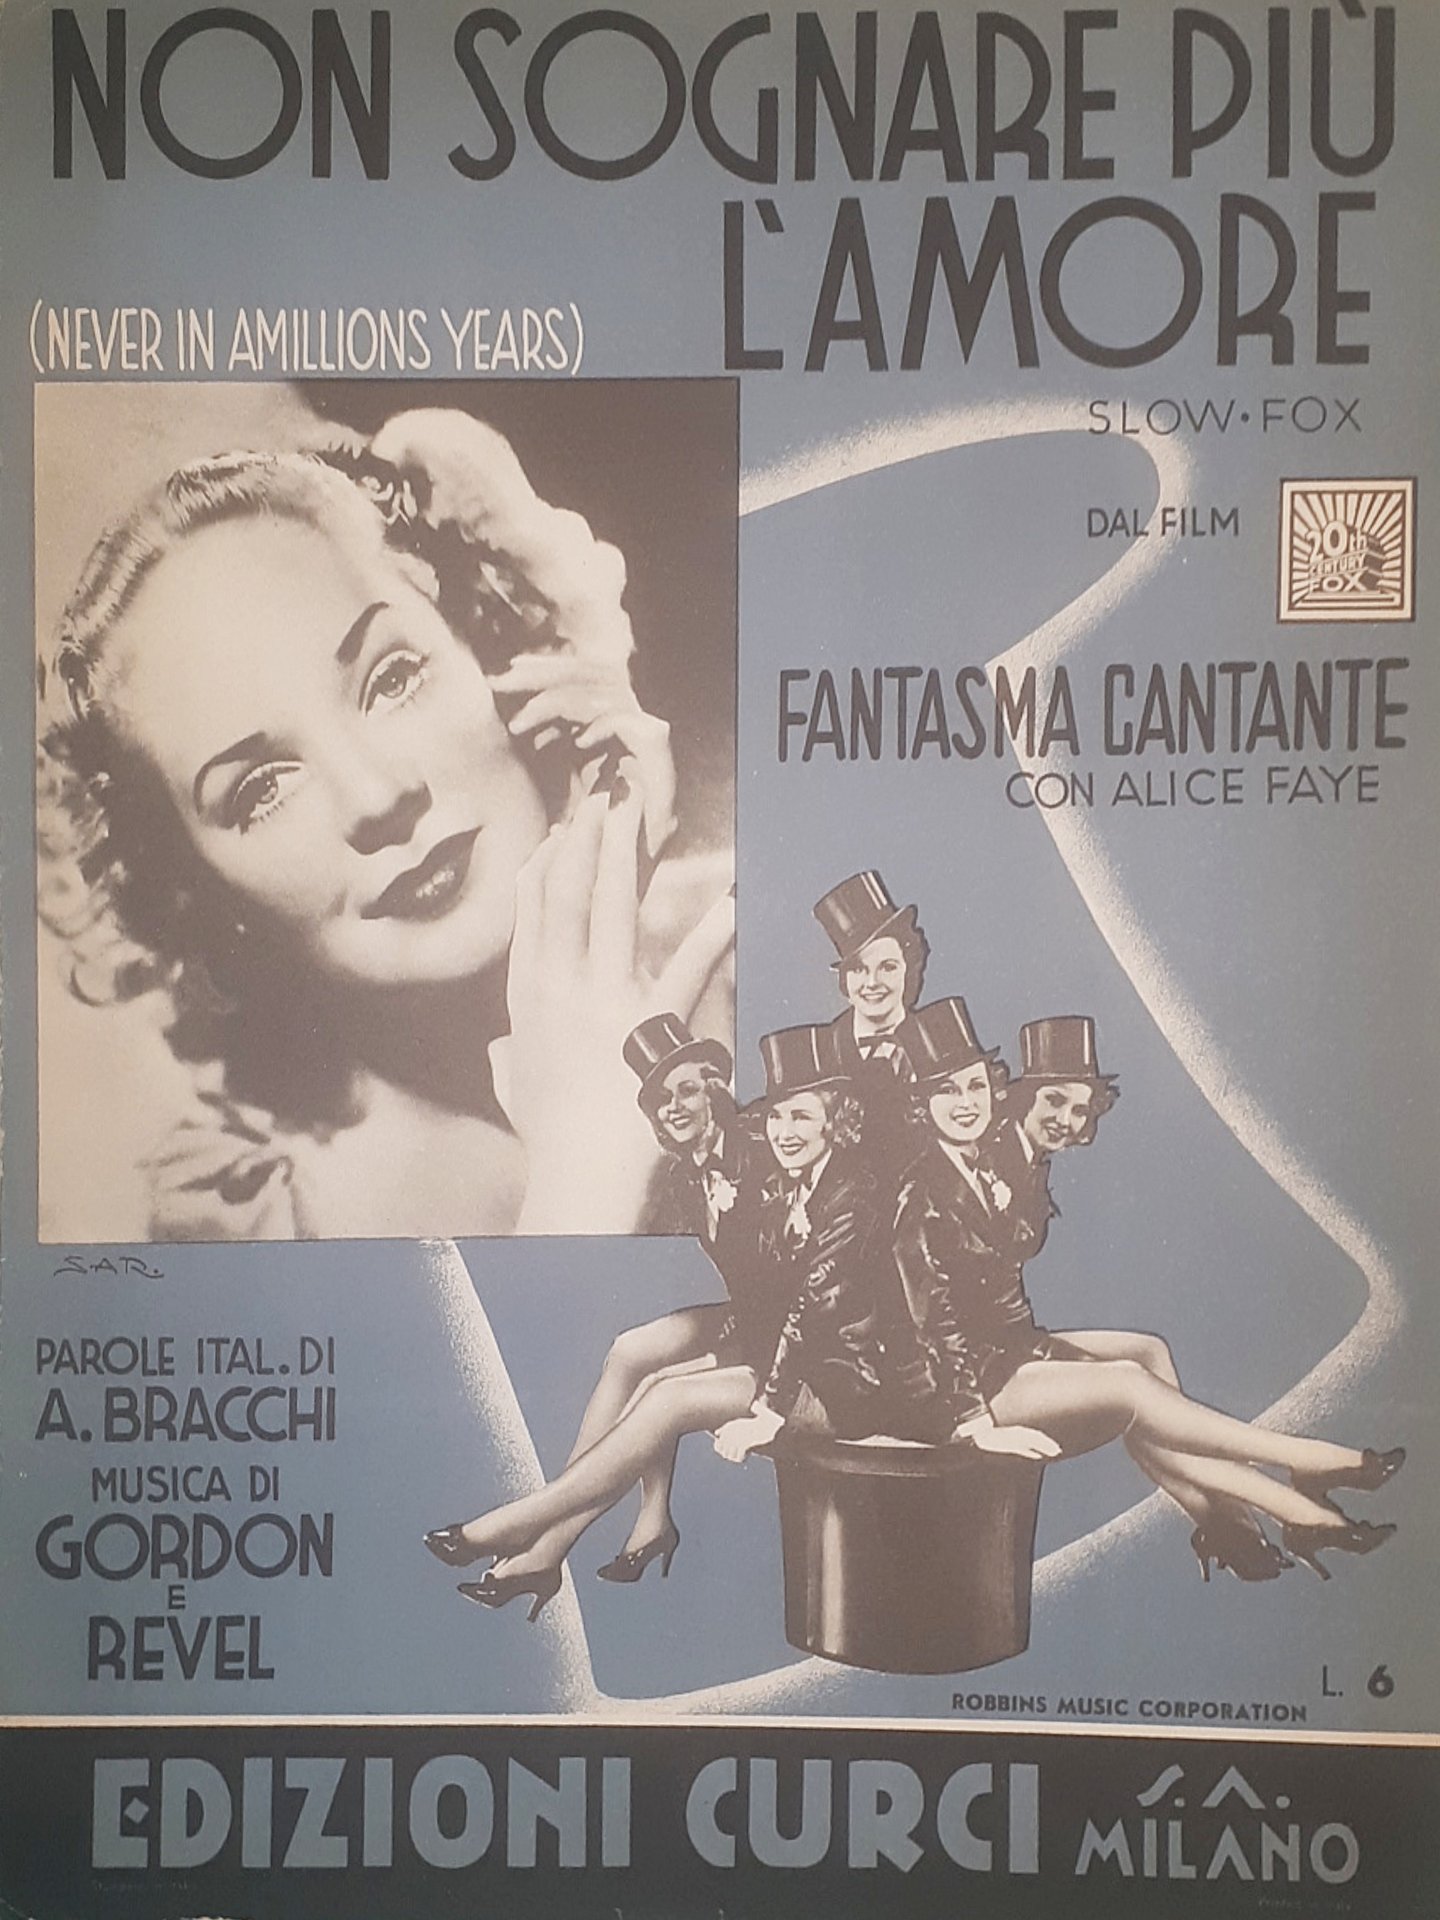 NON SOGNARE PIÙ
L'AMORE
(NEVER IN AMILLIONS YEARS)
SLOW·FOX
DAL FILM
20th
CENTURY
FOX
FANTASMA CANTANTE
CON ALICE FAYE
SAR.
PAROLE ITAL. DI
A. BRACCHI
MUSICA DI
GORDON
E
REVEL
L. 6
ROBBINS MUSIC CORPORATION
EDIZIONI CURCI S.A.
MILANO